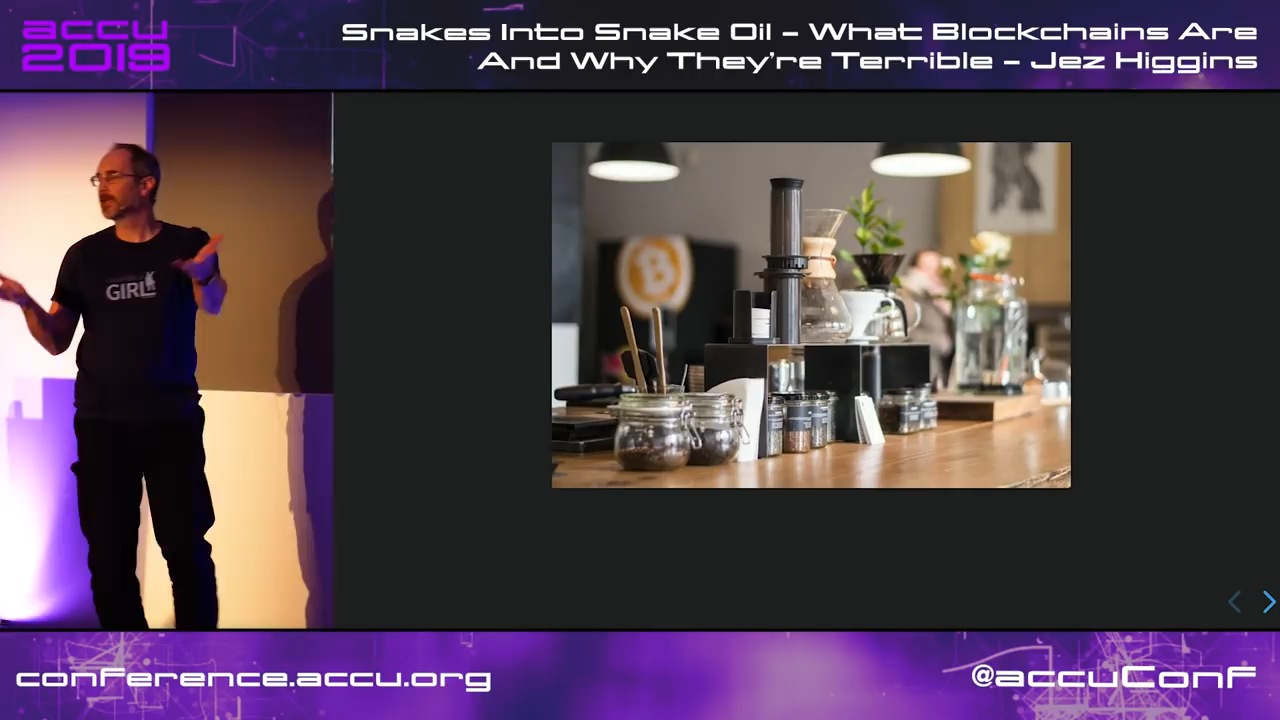 accu
2019
Snakes Into Snake Oil – What Blockchains Are
And Why They're Terrible – Jez Higgins
GIRL
conference.accu.org
@accuConf